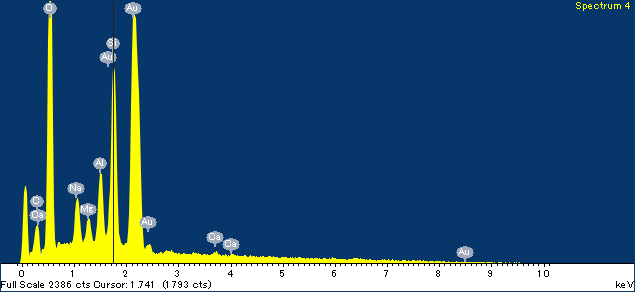 Spectrum 4
O
Au
Si
Au
Al
Na
Mg
C
Ca
Au
Ca
Ca
Au
0 1 2 3 4 5 6 7 8 9 10
Full Scale 2386 cts Cursor: 1.741 (1793 cts) keV